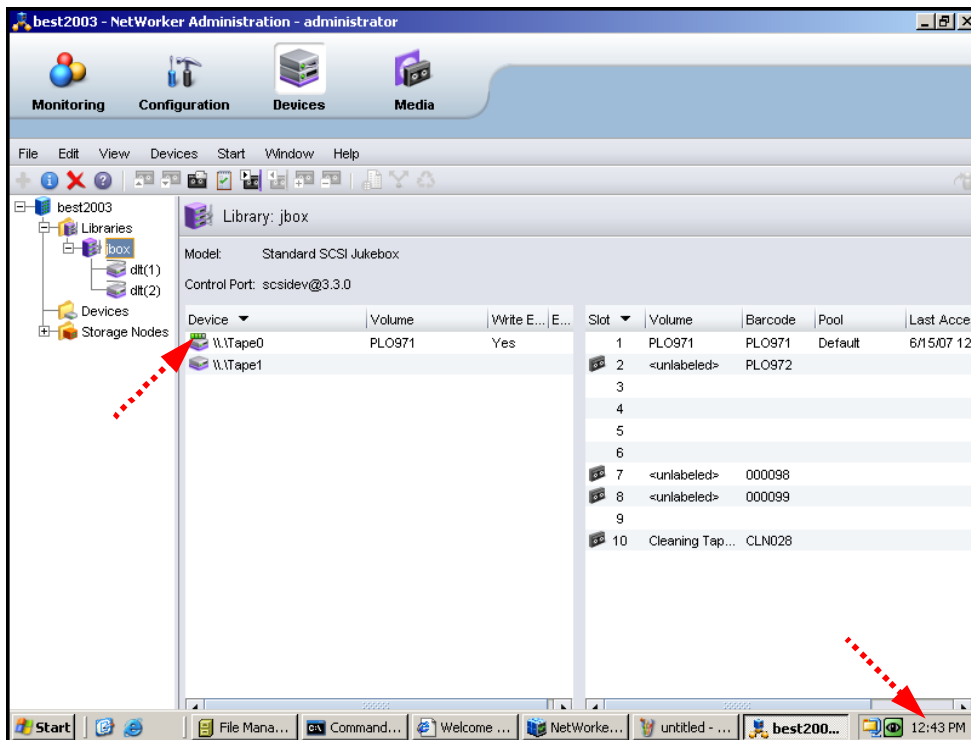 best2003 - NetWorker Administration - administrator
Monitoring Configuration Devices Media
File Edit View Devices Start Window Help
best2003
Libraries
jbox
dlt(1)
dlt(2)
Devices
Storage Nodes
Library: jbox
Model: Standard SCSI Jukebox
Control Port: scsidev@3.3.0
Device Volume Write E... E...
\\.\Tape0 PLO971 Yes
\\.\Tape1
Slot Volume Barcode Pool Last Acce
1 PLO971 PLO971 Default 6/15/07 12
2 <unlabeled> PLO972
3
4
5
6
7 <unlabeled> 000098
8 <unlabeled> 000099
9
10 Cleaning Tap... CLN028
Start File Mana... Command... Welcome ... NetWorke... untitled - ... best200... 12:43 PM